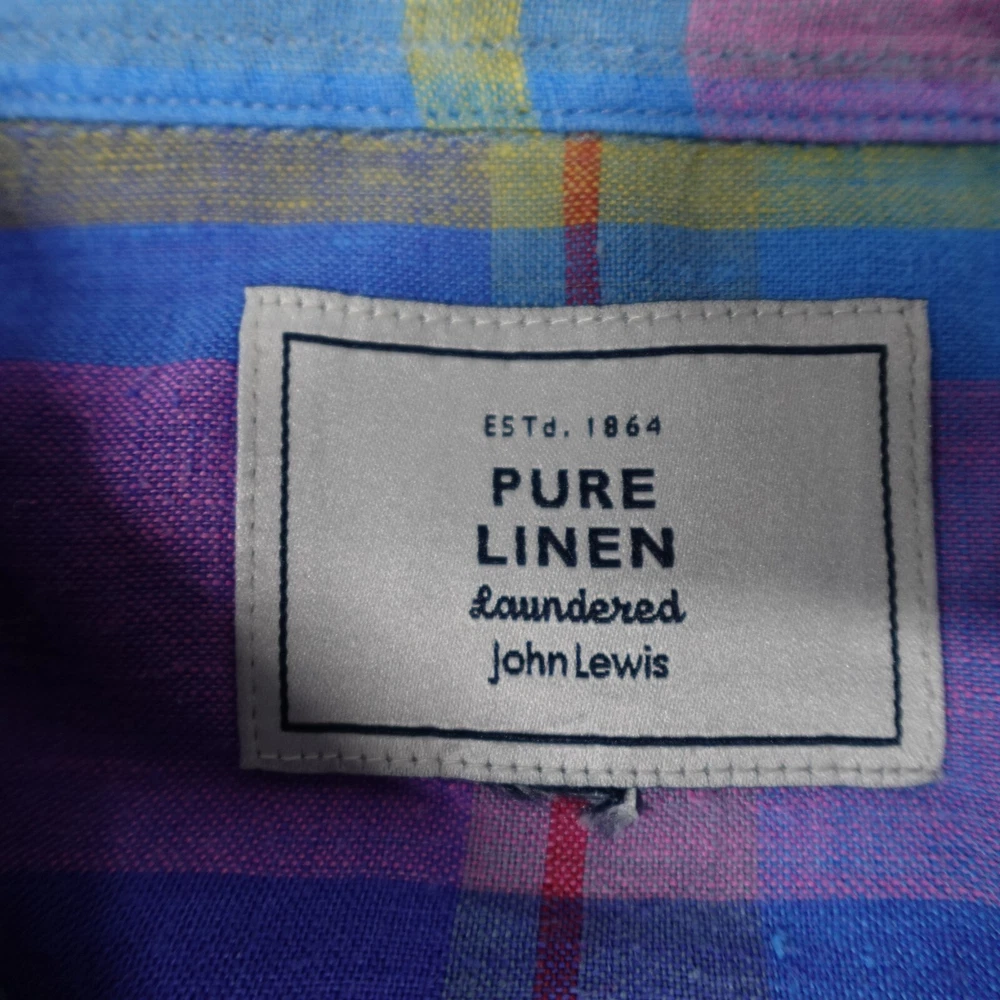 ESTd. 1864
PURE
LINEN
Laundered
John Lewis